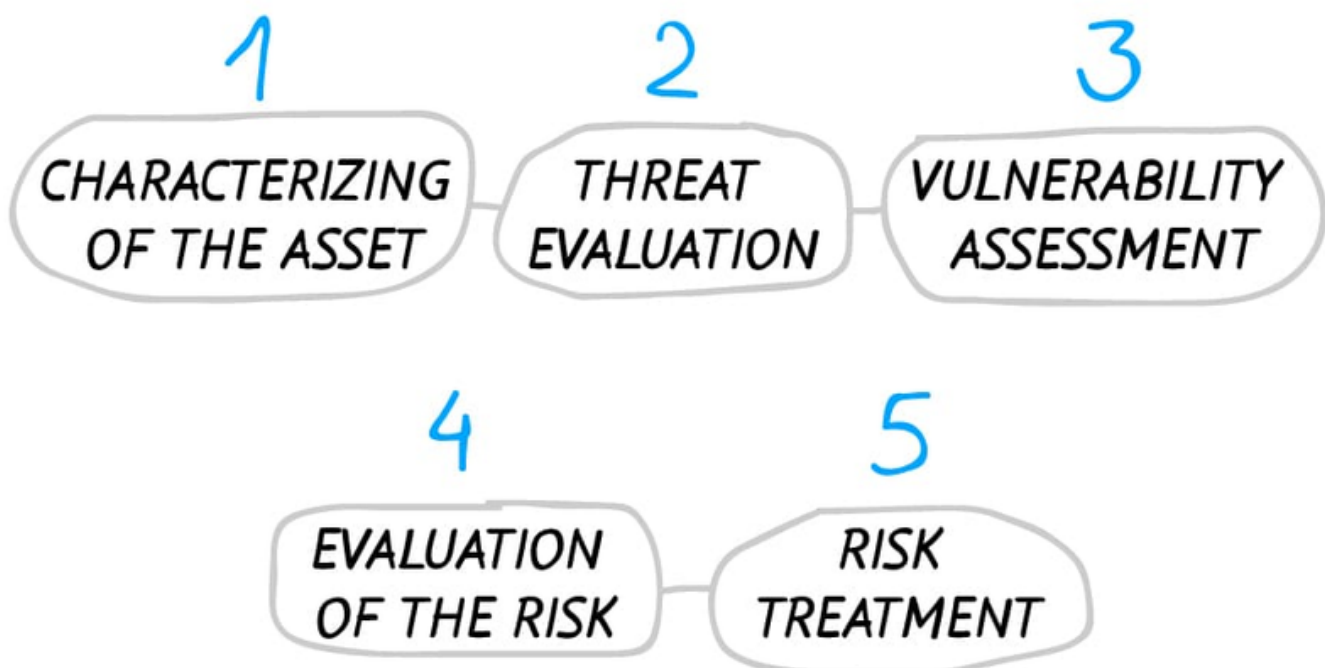 1
2
3
CHARACTERIZING
OF THE ASSET
THREAT
EVALUATION
VULNERABILITY
ASSESSMENT
4
5
EVALUATION
OF THE RISK
RISK
TREATMENT